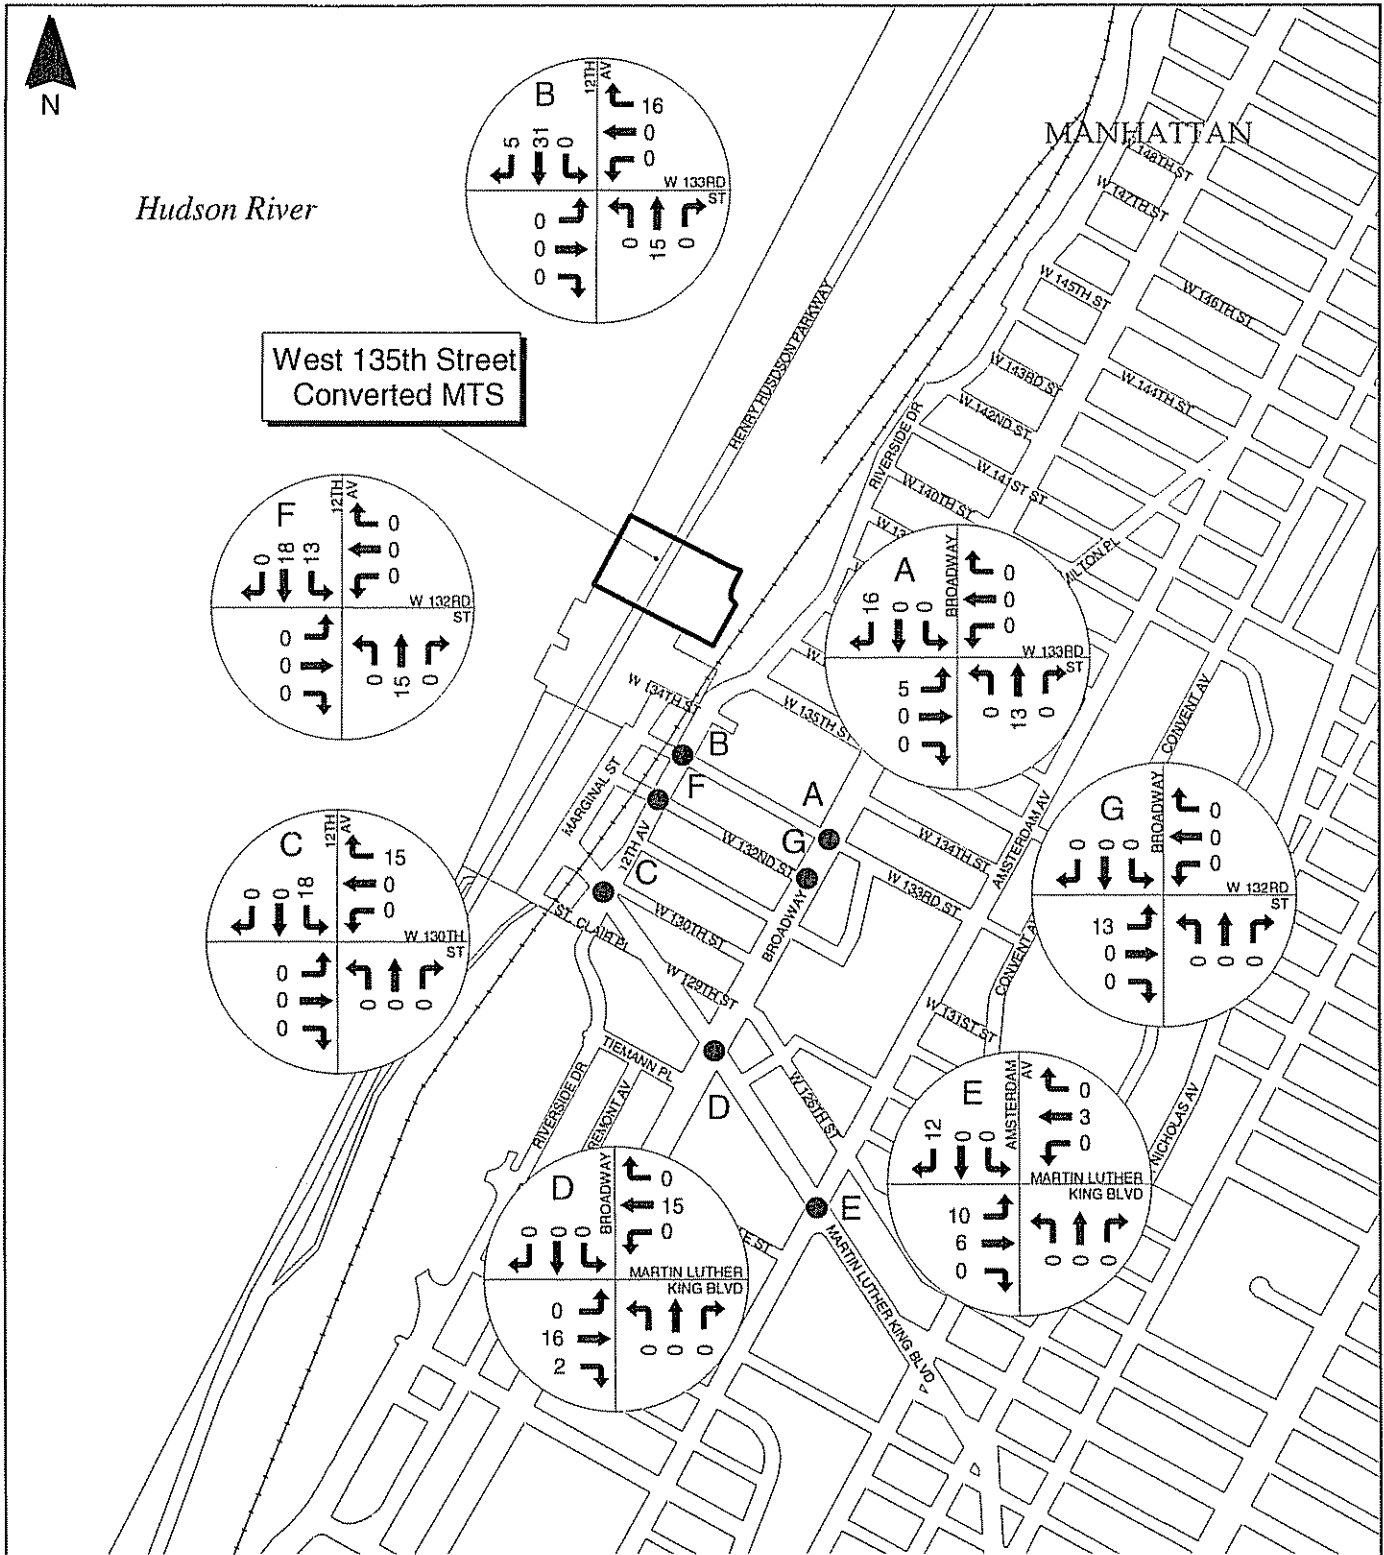 N
Hudson River
MANHATTAN
West 135th Street
Converted MTS
B
12TH
AV
5
31
0
16
0
0
W 133RD
ST
0
0
0
0
15
0
F
12TH
AV
0
18
13
0
0
0
W 132RD
ST
0
0
0
0
15
0
C
12TH
AV
0
0
18
15
0
0
W 130TH
ST
0
0
0
0
0
0
A
BROADWAY
16
0
0
0
0
0
W 133RD
ST
5
0
0
0
13
0
G
BROADWAY
0
0
0
0
0
0
W 132RD
ST
13
0
0
0
0
0
E
AMSTERDAM
AV
12
0
0
0
3
0
MARTIN LUTHER
KING BLVD
10
6
0
0
0
0
D
BROADWAY
0
0
0
0
15
0
MARTIN LUTHER
KING BLVD
0
16
2
0
0
0
W 148TH ST
W 147TH ST
W 145TH ST
W 146TH ST
W 143RD ST
W 144TH ST
W 142ND ST
W 141ST ST
W 140TH ST
W 13
HENRY HUSDSON PARKWAY
RIVERSIDE DR
AILTON PL
W
W 134TH ST
W 135TH ST
CONVENT AV
MARGINAL ST
B
F
A
G
C
D
E
12TH AV
W 132ND ST
W 134TH ST
W 133RD ST
AMSTERDAM AV
BROADWAY
ST. CLAIR PL
W 130TH ST
W 129TH ST
CONVENT A
W 131ST ST
TIEMANN PL
RIVERSIDE DR
REMONT AV
W 126TH ST
NICHOLAS AV
E ST
MARTIN LUTHER KING BLVD